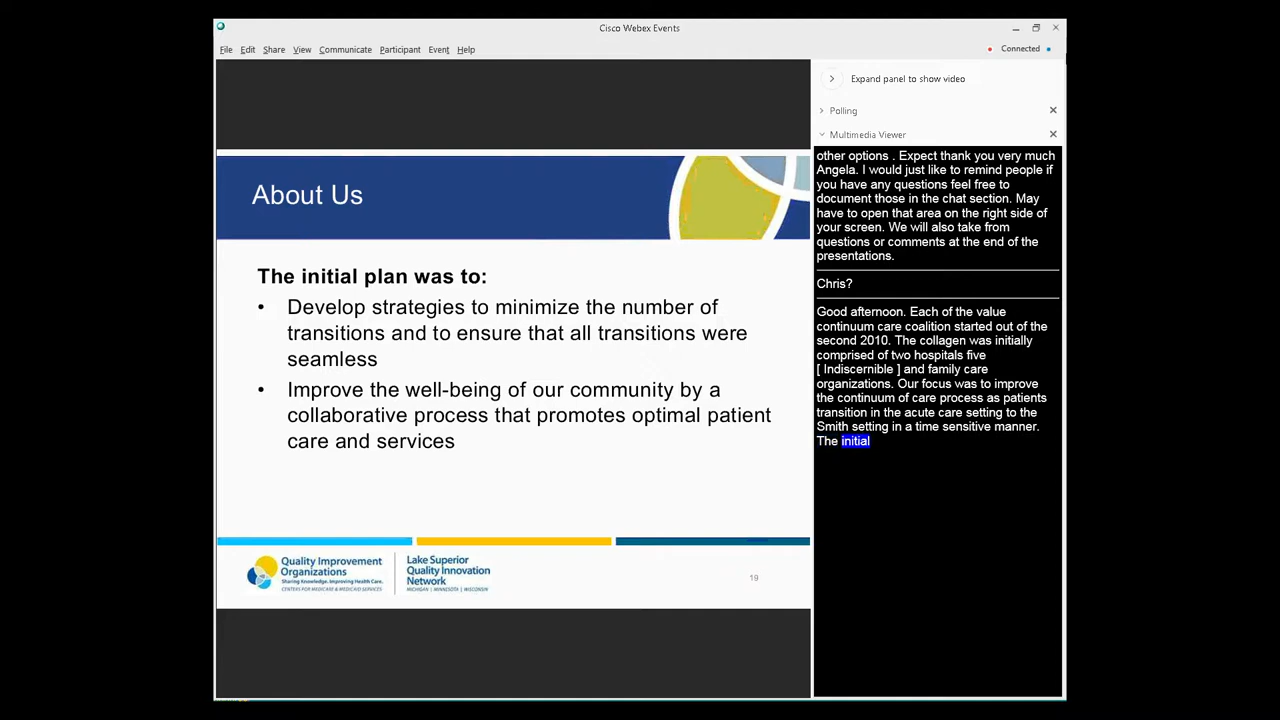 Cisco Webex Events
File Edit Share View Communicate Participant Event Help
Connected
Expand panel to show video
Polling
Multimedia Viewer
About Us
The initial plan was to:
• Develop strategies to minimize the number of
transitions and to ensure that all transitions were
seamless
• Improve the well-being of our community by a
collaborative process that promotes optimal patient
care and services
Quality Improvement
Organizations
Sharing Knowledge. Improving Health Care.
CENTERS FOR MEDICARE & MEDICAID SERVICES
Lake Superior
Quality Innovation
Network
MICHIGAN | MINNESOTA | WISCONSIN
19
other options . Expect thank you very much
Angela. I would just like to remind people if
you have any questions feel free to
document those in the chat section. May
have to open that area on the right side of
your screen. We will also take from
questions or comments at the end of the
presentations.
Chris?
Good afternoon. Each of the value
continuum care coalition started out of the
second 2010. The collagen was initially
comprised of two hospitals five
[ Indiscernible ] and family care
organizations. Our focus was to improve
the continuum of care process as patients
transition in the acute care setting to the
Smith setting in a time sensitive manner.
The initial